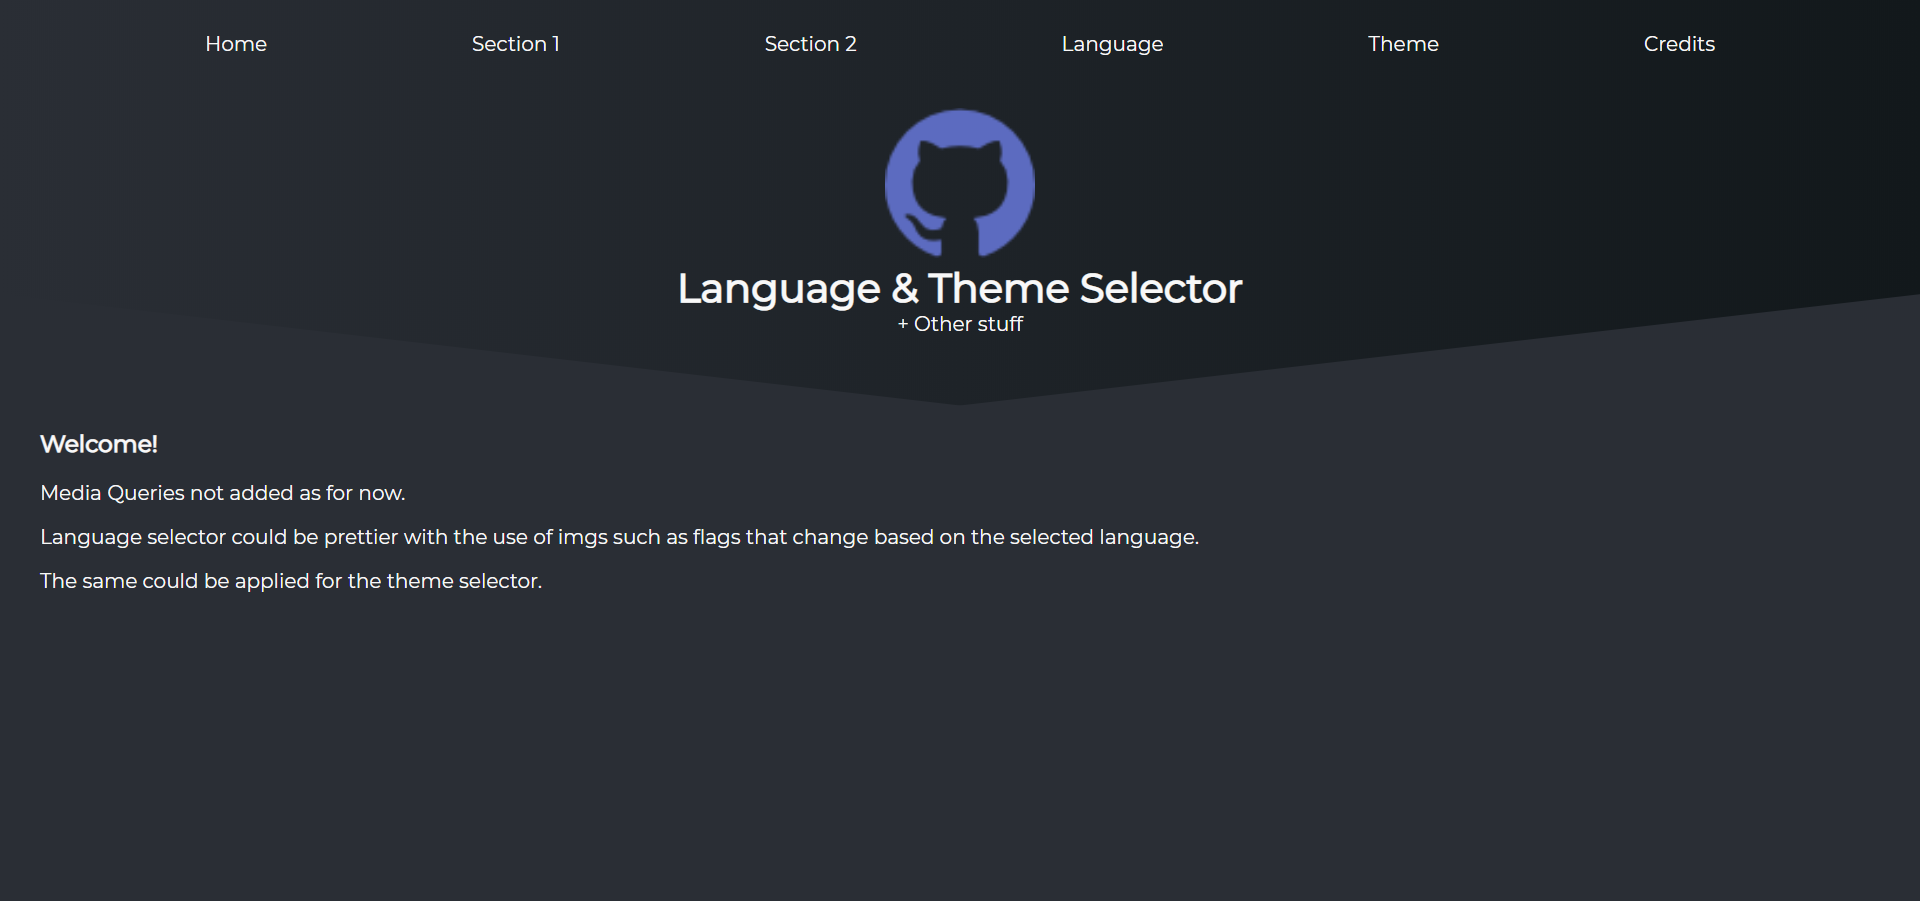 Home Section 1 Section 2 Language Theme Credits
Language & Theme Selector
+ Other stuff
Welcome!
Media Queries not added as for now.
Language selector could be prettier with the use of imgs such as flags that change based on the selected language.
The same could be applied for the theme selector.